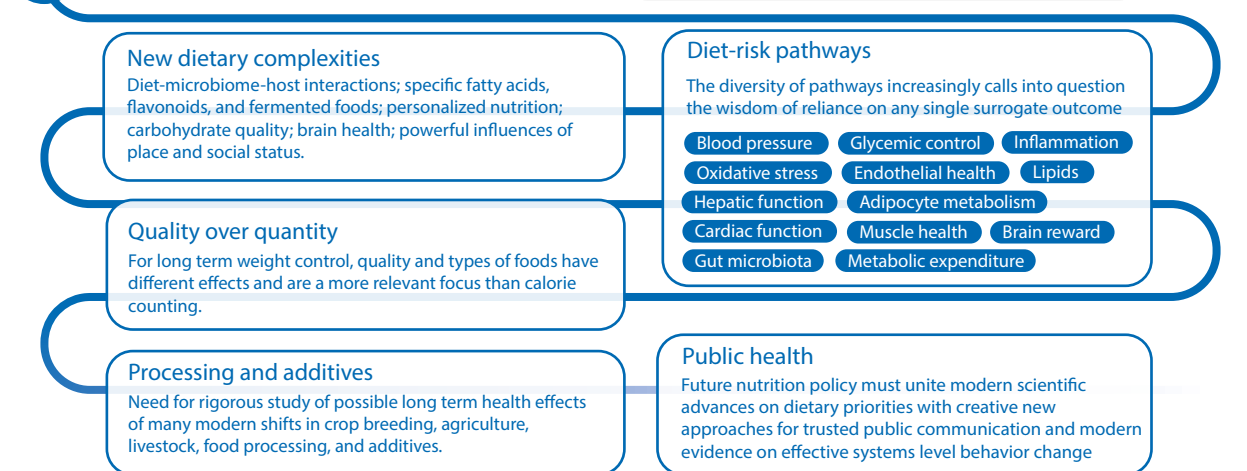 New dietary complexities
Diet-microbiome-host interactions; specific fatty acids,
flavonoids, and fermented foods; personalized nutrition;
carbohydrate quality; brain health; powerful influences of
place and social status.
Diet-risk pathways
The diversity of pathways increasingly calls into question
the wisdom of reliance on any single surrogate outcome
Blood pressure Glycemic control Inflammation
Oxidative stress Endothelial health Lipids
Hepatic function Adipocyte metabolism
Cardiac function Muscle health Brain reward
Gut microbiota Metabolic expenditure
Quality over quantity
For long term weight control, quality and types of foods have
different effects and are a more relevant focus than calorie
counting.
Processing and additives
Need for rigorous study of possible long term health effects
of many modern shifts in crop breeding, agriculture,
livestock, food processing, and additives.
Public health
Future nutrition policy must unite modern scientific
advances on dietary priorities with creative new
approaches for trusted public communication and modern
evidence on effective systems level behavior change